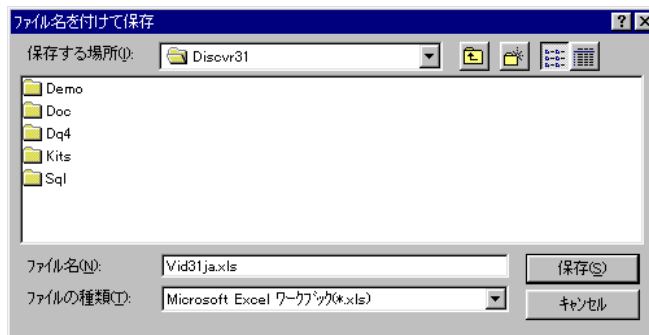 ファイル名を付けて保存
保存する場所(I): Discvr31
Demo
Doc
Dq4
Kits
Sql
ファイル名(N): Vid31ja.xls 保存(S)
ファイルの種類(T): Microsoft Excel ワークブック(*.xls) キャンセル